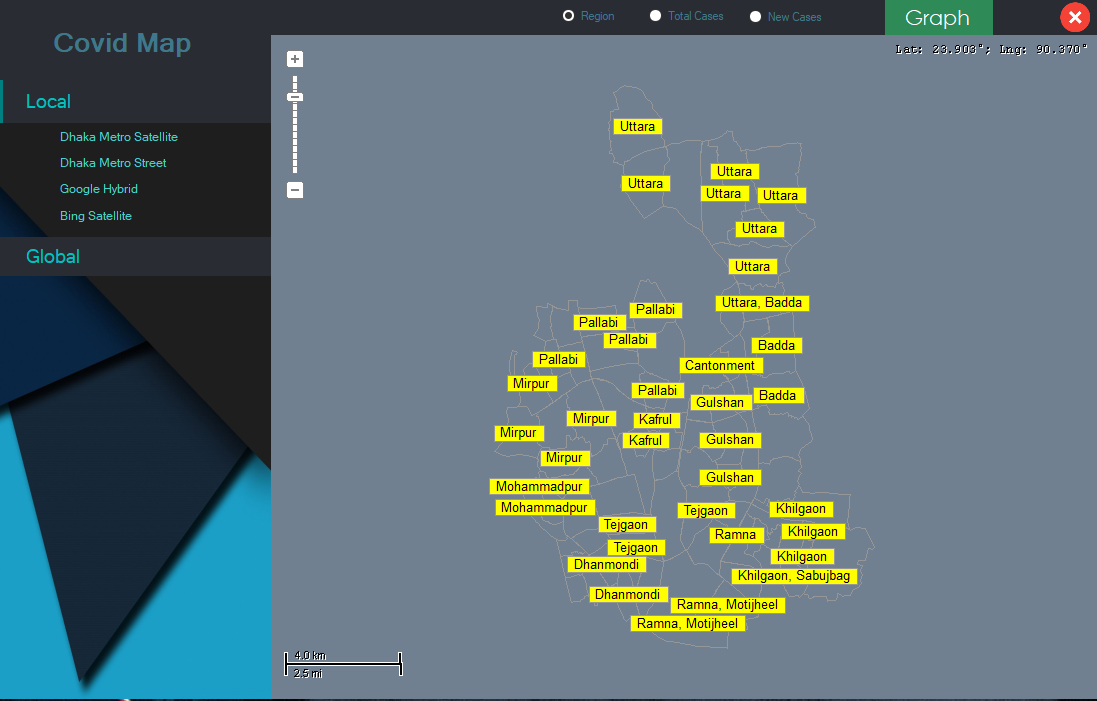 Region
Total Cases
New Cases
Graph
Covid Map
Lat: 23.903°; Lng: 90.370°
Local
Dhaka Metro Satellite
Dhaka Metro Street
Google Hybrid
Bing Satellite
Global
Uttara
Uttara
Uttara
Uttara
Uttara
Uttara
Uttara
Uttara, Badda
Pallabi
Pallabi
Pallabi
Badda
Pallabi
Cantonment
Mirpur
Pallabi
Badda
Gulshan
Mirpur
Kafrul
Mirpur
Kafrul
Gulshan
Mirpur
Gulshan
Mohammadpur
Mohammadpur
Tejgaon
Khilgaon
Tejgaon
Khilgaon
Ramna
Tejgaon
Khilgaon
Dhanmondi
Khilgaon, Sabujbag
Dhanmondi
Ramna, Motijheel
Ramna, Motijheel
4.0 km
2.5 mi